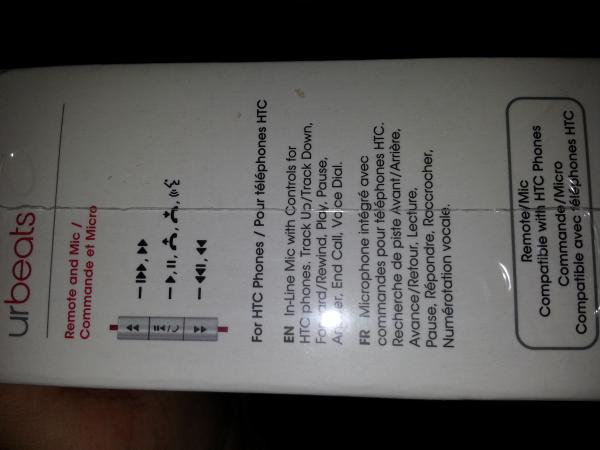 urbeats
Remote and Mic /
Commande et Micro
For HTC Phones / Pour téléphones HTC
EN In-Line Mic with Controls for
HTC phones. Track Up/Track Down,
Forward/Rewind, Play, Pause,
Answer, End Call, Voice Dial.
FR Microphone intégré avec
commandes pour téléphones HTC.
Recherche de piste Avant/Arrière,
Avance/Retour, Lecture,
Pause, Répondre, Raccrocher,
Numérotation vocale.
Remote/Mic
Compatible with HTC Phones
Commande/Micro
Compatible avec téléphones HTC